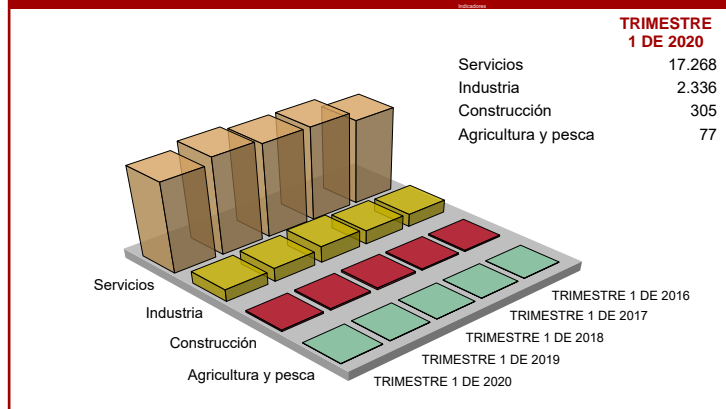 Indicadores
TRIMESTRE
1 DE 2020
Servicios 17.268
Industria 2.336
Construcción 305
Agricultura y pesca 77
Servicios
Industria
Construcción
Agricultura y pesca
TRIMESTRE 1 DE 2016
TRIMESTRE 1 DE 2017
TRIMESTRE 1 DE 2018
TRIMESTRE 1 DE 2019
TRIMESTRE 1 DE 2020